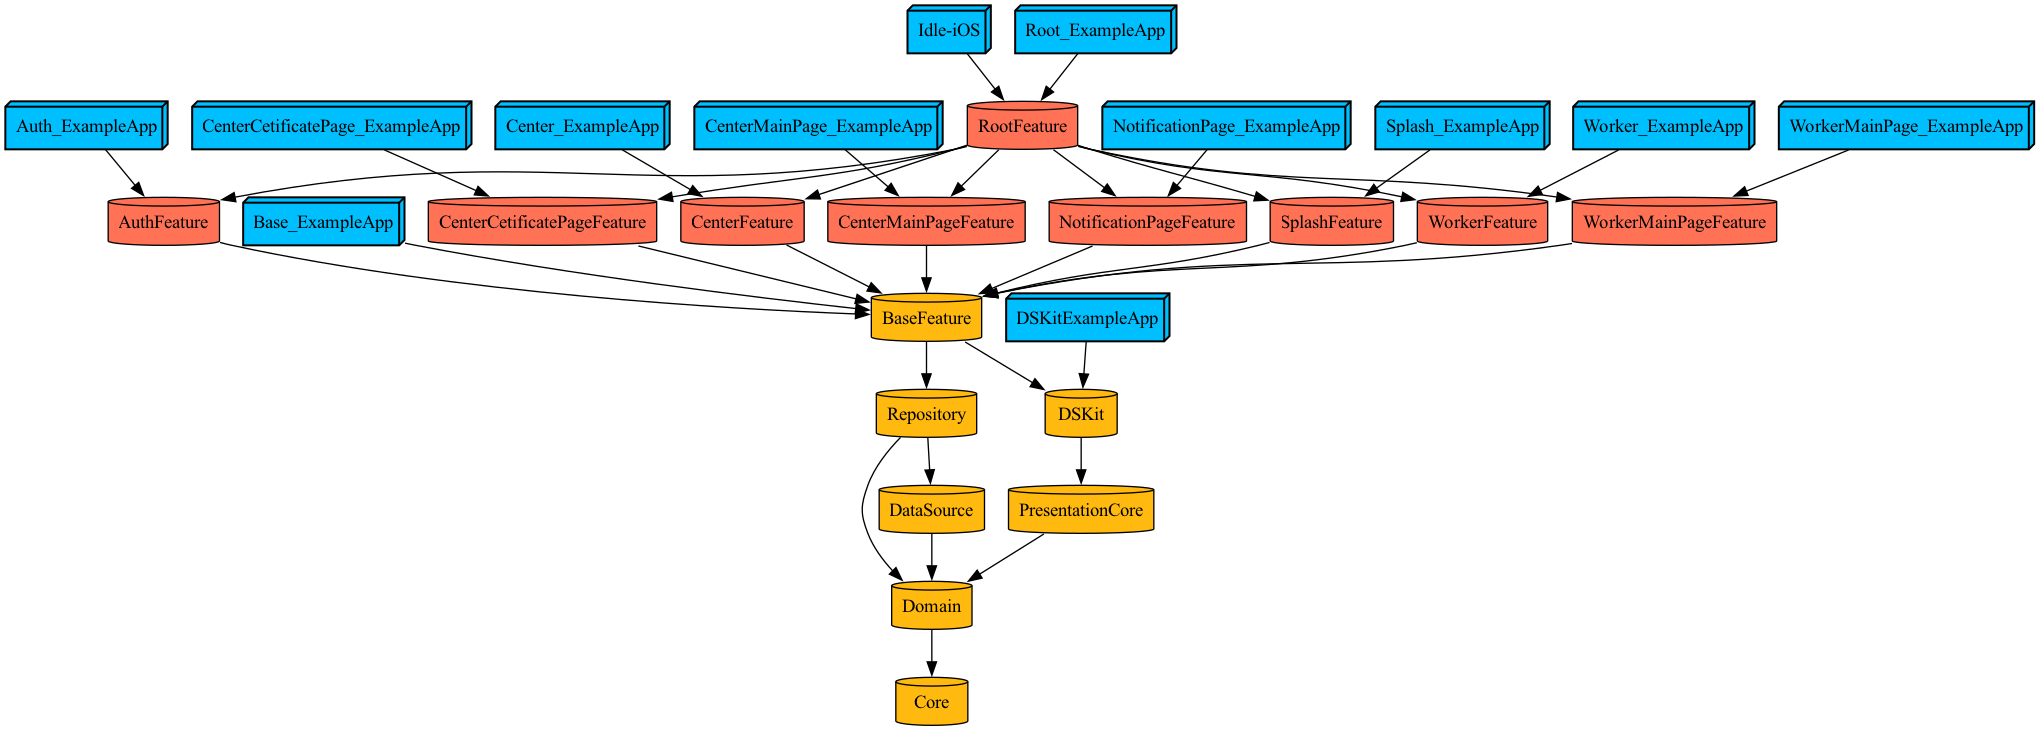 Idle-iOS
Root_ExampleApp
Auth_ExampleApp
CenterCetificatePage_ExampleApp
Center_ExampleApp
CenterMainPage_ExampleApp
RootFeature
NotificationPage_ExampleApp
Splash_ExampleApp
Worker_ExampleApp
WorkerMainPage_ExampleApp
AuthFeature
Base_ExampleApp
CenterCetificatePageFeature
CenterFeature
CenterMainPageFeature
NotificationPageFeature
SplashFeature
WorkerFeature
WorkerMainPageFeature
BaseFeature
DSKitExampleApp
Repository
DSKit
DataSource
PresentationCore
Domain
Core